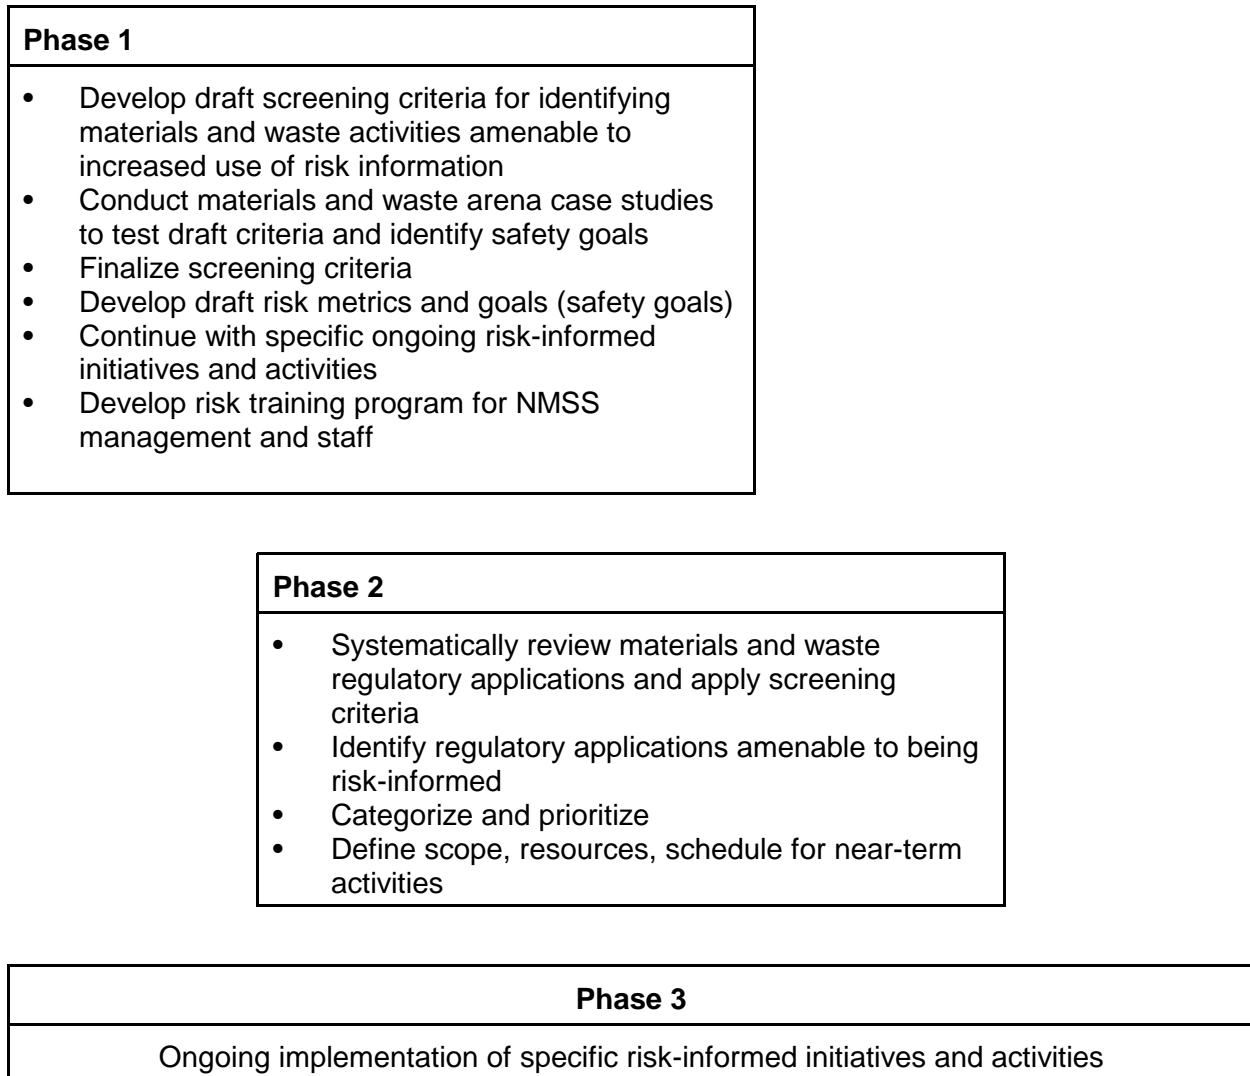 Phase 1
• Develop draft screening criteria for identifying
materials and waste activities amenable to
increased use of risk information
• Conduct materials and waste arena case studies
to test draft criteria and identify safety goals
• Finalize screening criteria
• Develop draft risk metrics and goals (safety goals)
• Continue with specific ongoing risk-informed
initiatives and activities
• Develop risk training program for NMSS
management and staff
Phase 2
• Systematically review materials and waste
regulatory applications and apply screening
criteria
• Identify regulatory applications amenable to being
risk-informed
• Categorize and prioritize
• Define scope, resources, schedule for near-term
activities
Phase 3
Ongoing implementation of specific risk-informed initiatives and activities